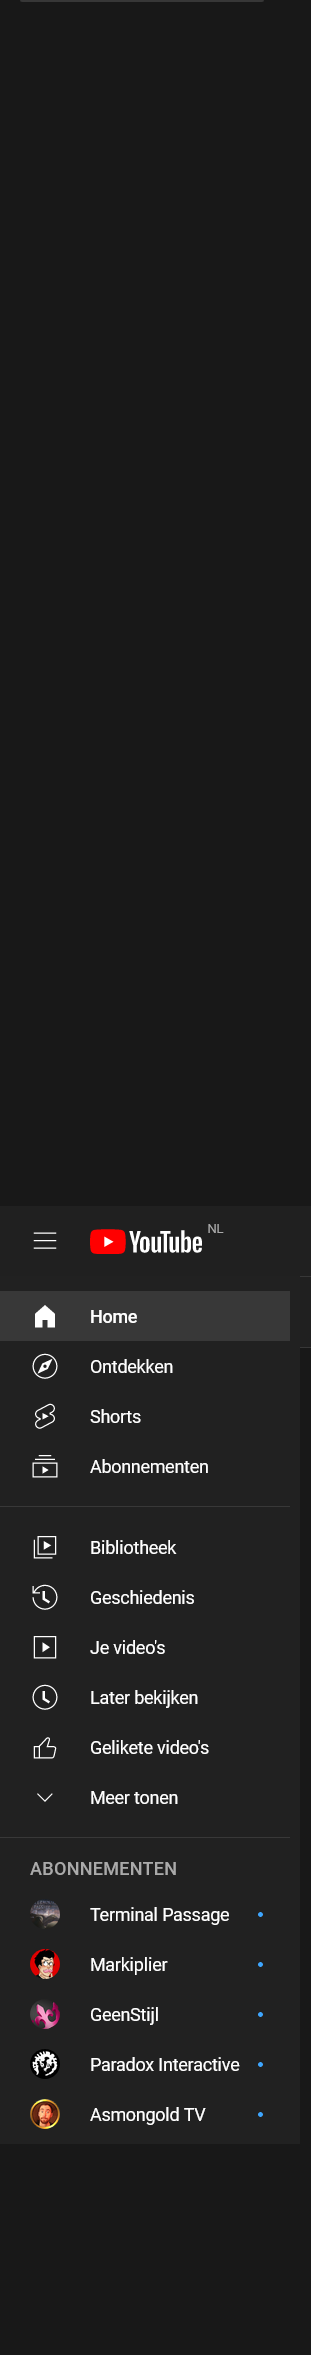 YouTube NL
Home
Ontdekken
Shorts
Abonnementen
Bibliotheek
Geschiedenis
Je video's
Later bekijken
Gelikete video's
Meer tonen
ABONNEMENTEN
Terminal Passage
Markiplier
GeenStijl
Paradox Interactive
Asmongold TV